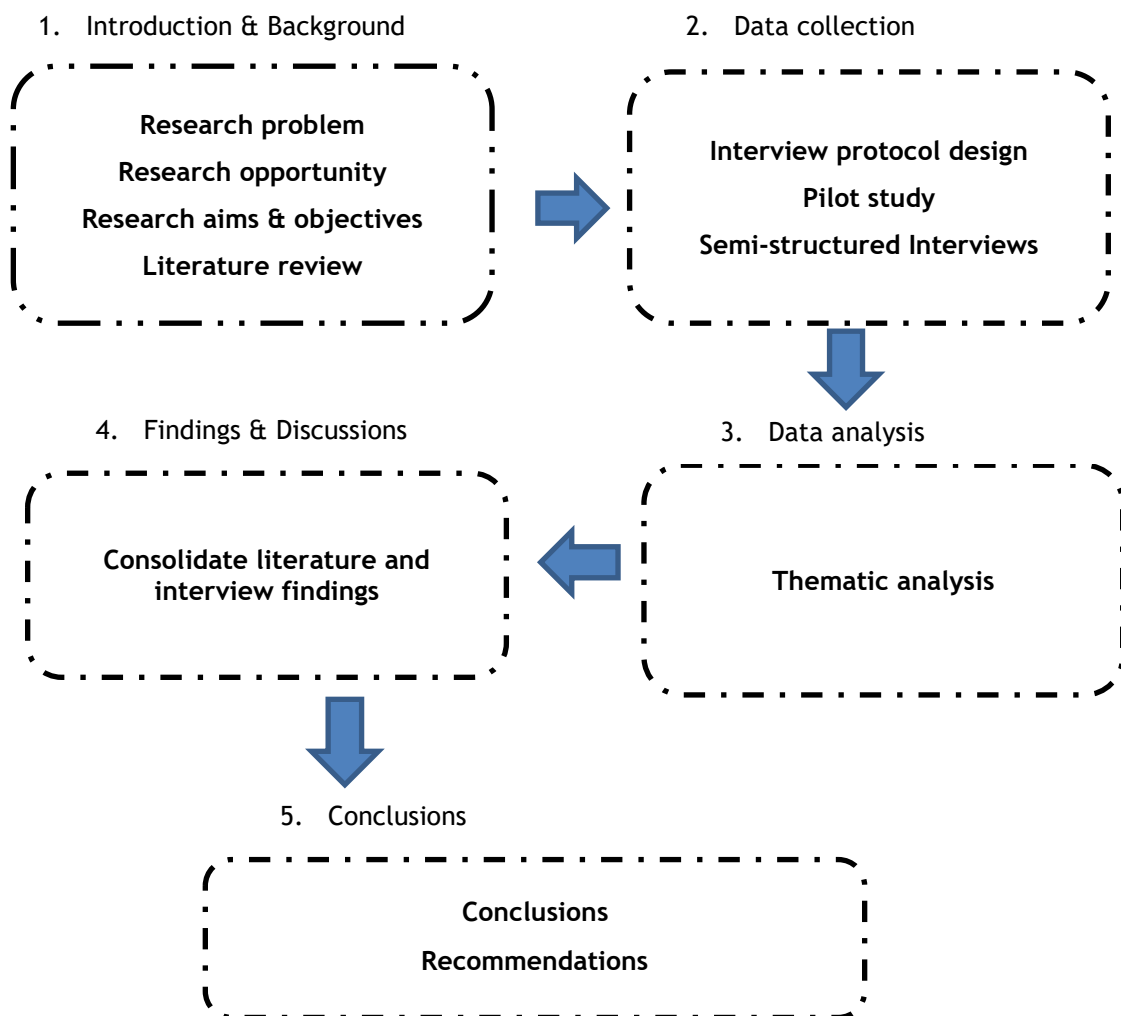 1. Introduction & Background
Research problem
Research opportunity
Research aims & objectives
Literature review
2. Data collection
Interview protocol design
Pilot study
Semi-structured Interviews
3. Data analysis
Thematic analysis
4. Findings & Discussions
Consolidate literature and
interview findings
5. Conclusions
Conclusions
Recommendations